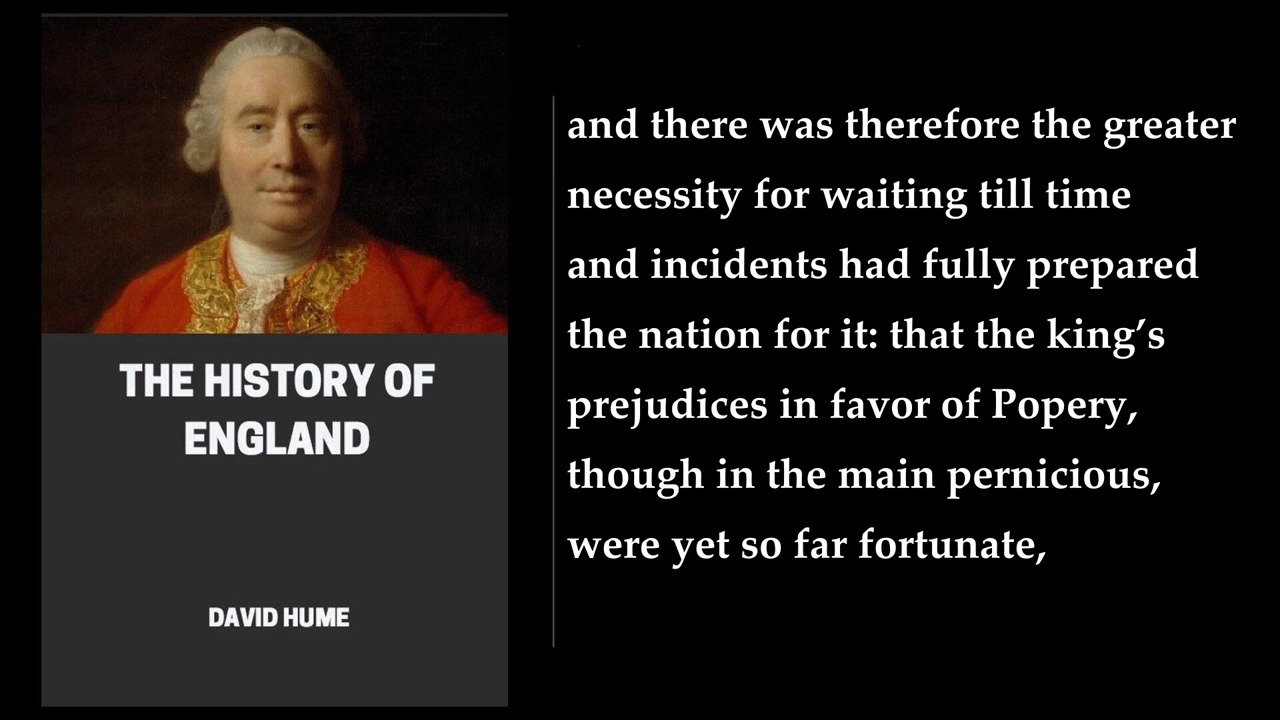 THE HISTORY OF
ENGLAND
DAVID HUME
and there was therefore the greater
necessity for waiting till time
and incidents had fully prepared
the nation for it: that the king’s
prejudices in favor of Popery,
though in the main pernicious,
were yet so far fortunate,